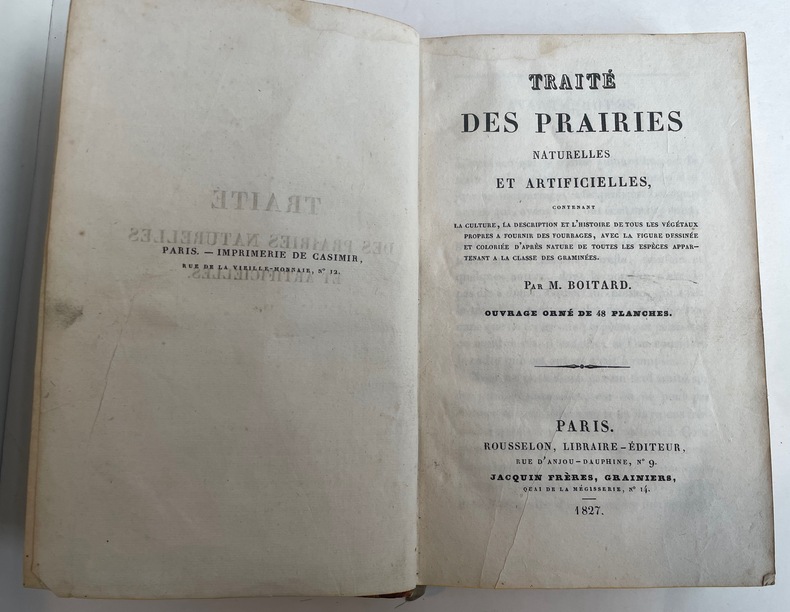 PARIS. — IMPRIMERIE DE CASIMIR,
RUE DE LA VIEILLE-MONNAIE, Nº 12.
TRAITÉ
DES PRAIRIES
NATURELLES
ET ARTIFICIELLES,
CONTENANT
LA CULTURE, LA DESCRIPTION ET L'HISTOIRE DE TOUS LES VÉGÉTAUX
PROPRES A FOURNIR DES FOURRAGES, AVEC LA FIGURE DESSINÉE
ET COLORIÉE D'APRÈS NATURE DE TOUTES LES ESPÈCES APPAR-
TENANT A LA CLASSE DES GRAMINÉES.
PAR M. BOITARD.
OUVRAGE ORNÉ DE 48 PLANCHES.
PARIS.
ROUSSELON, LIBRAIRE-ÉDITEUR,
RUE D'ANJOU-DAUPHINE, Nº 9.
JACQUIN FRÈRES, GRAINIERS,
QUAI DE LA MÉGISSERIE, Nº 14.
1827.